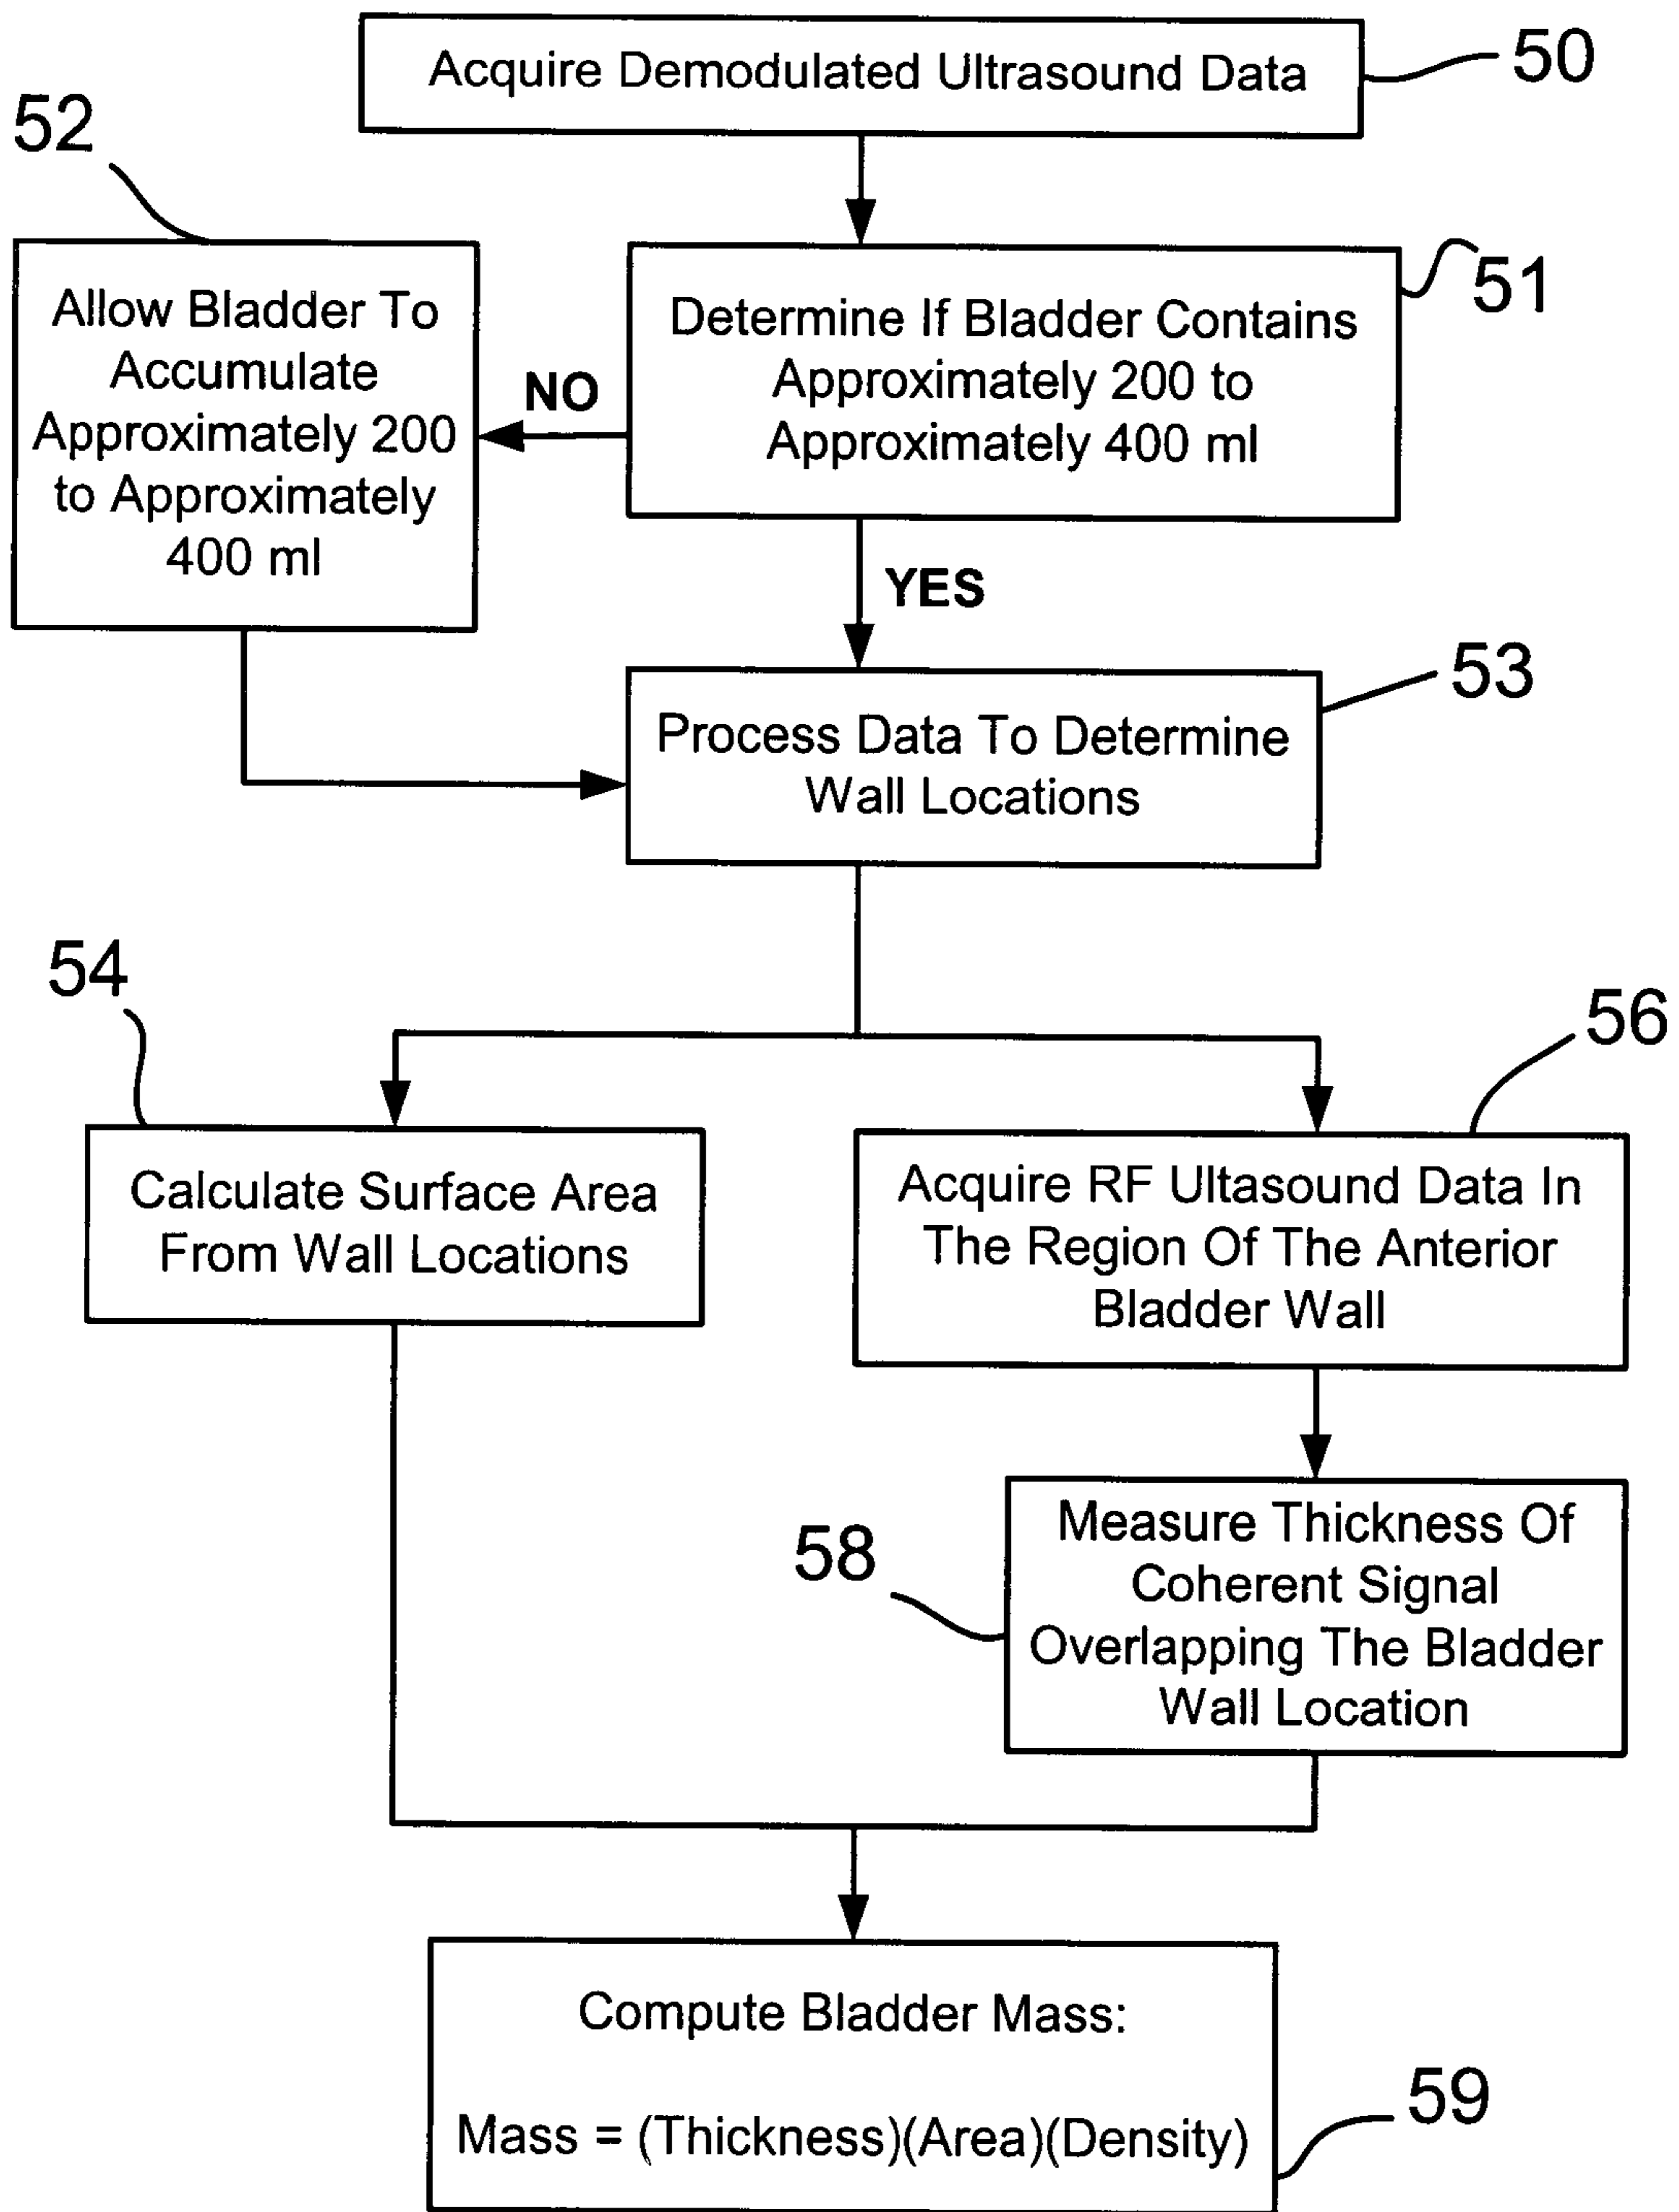 Acquire Demodulated Ultrasound Data
50
52
Allow Bladder To
Accumulate
Approximately 200
to Approximately
400 ml
NO
Determine If Bladder Contains
Approximately 200 to
Approximately 400 ml
51
YES
Process Data To Determine
Wall Locations
53
54
Calculate Surface Area
From Wall Locations
56
Acquire RF Ultasound Data In
The Region Of The Anterior
Bladder Wall
58
Measure Thickness Of
Coherent Signal
Overlapping The Bladder
Wall Location
Compute Bladder Mass:
Mass = (Thickness)(Area)(Density)
59